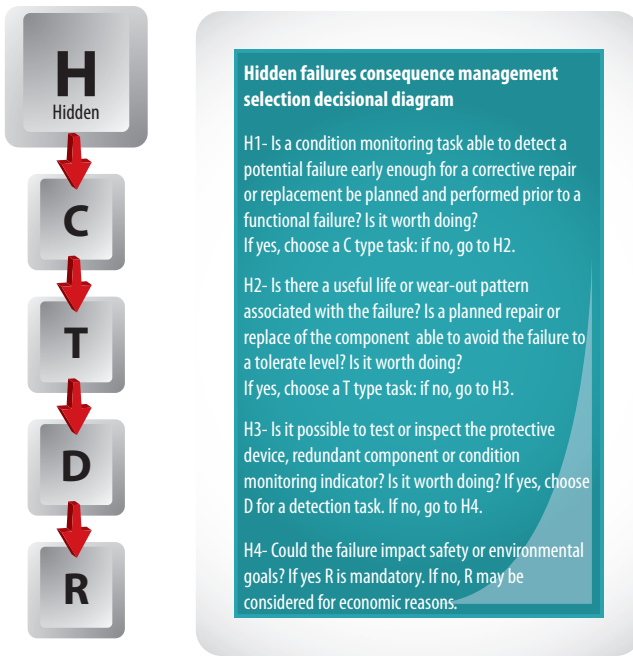 H
Hidden
C
T
D
R
Hidden failures consequence management
selection decisional diagram
H1- Is a condition monitoring task able to detect a
potential failure early enough for a corrective repair
or replacement be planned and performed prior to a
functional failure? Is it worth doing?
If yes, choose a C type task: if no, go to H2.
H2- Is there a useful life or wear-out pattern
associated with the failure? Is a planned repair or
replace of the component able to avoid the failure to
a tolerate level? Is it worth doing?
If yes, choose a T type task: if no, go to H3.
H3- Is it possible to test or inspect the protective
device, redundant component or condition
monitoring indicator? Is it worth doing? If yes, choose
D for a detection task. If no, go to H4.
H4- Could the failure impact safety or environmental
goals? If yes R is mandatory. If no, R may be
considered for economic reasons.